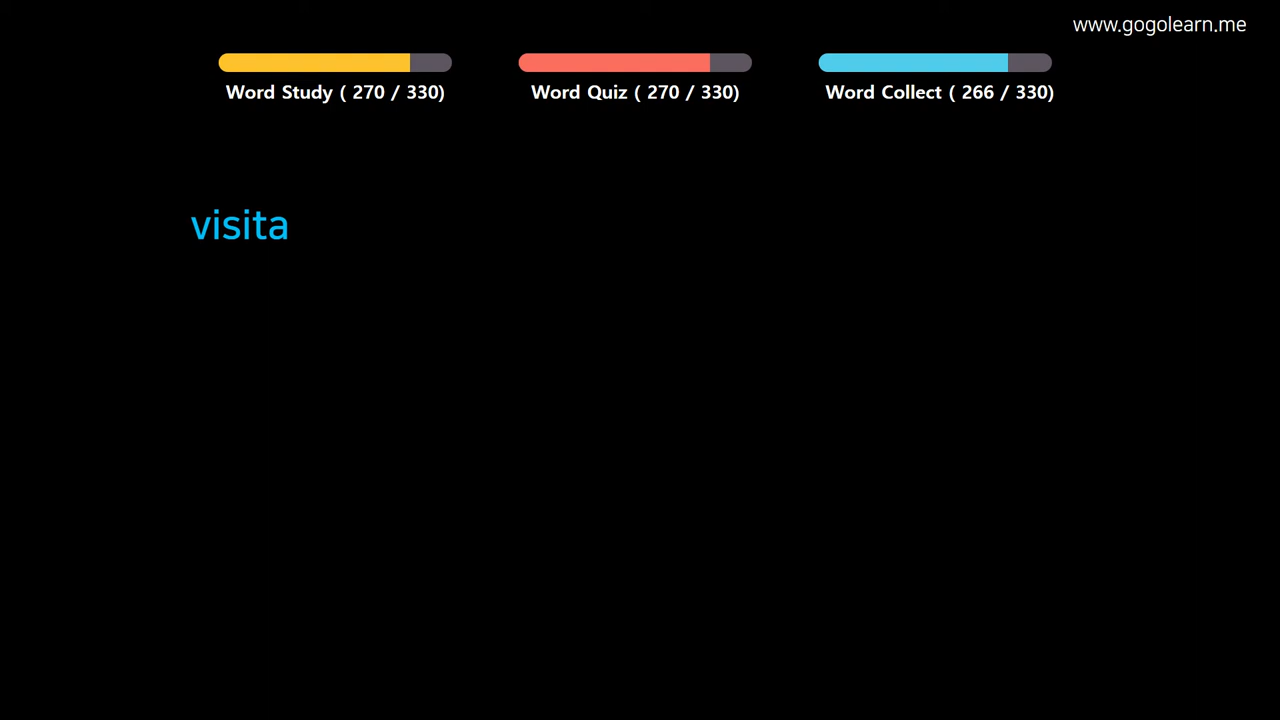 www.gogolearn.me
Word Study ( 270 / 330)
Word Quiz ( 270 / 330)
Word Collect ( 266 / 330)
visita